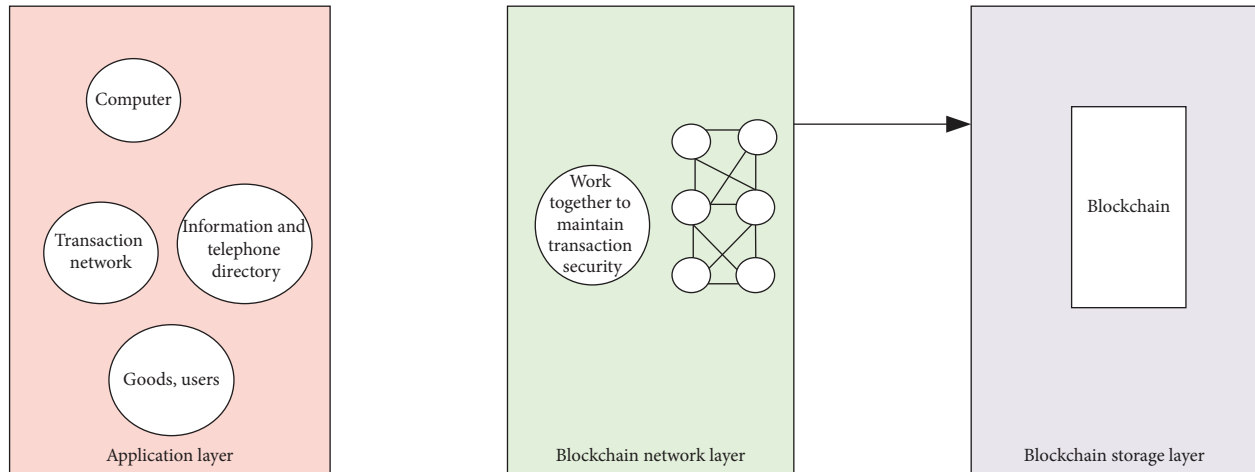 Computer
Transaction
network
Information and
telephone
directory
Goods, users
Application layer
Work
together to
maintain
transaction
security
Blockchain network layer
Blockchain
Blockchain storage layer